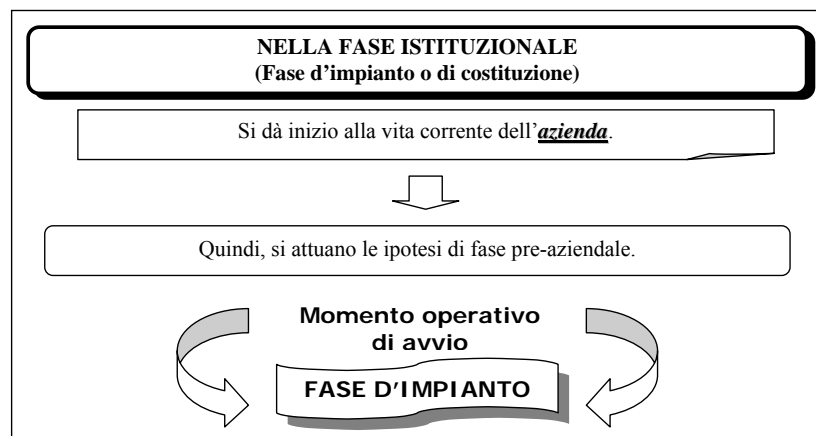 NELLA FASE ISTITUZIONALE
(Fase d’impianto o di costituzione)
Si dà inizio alla vita corrente dell’azienda.
Quindi, si attuano le ipotesi di fase pre-aziendale.
Momento operativo
di avvio
FASE D’IMPIANTO